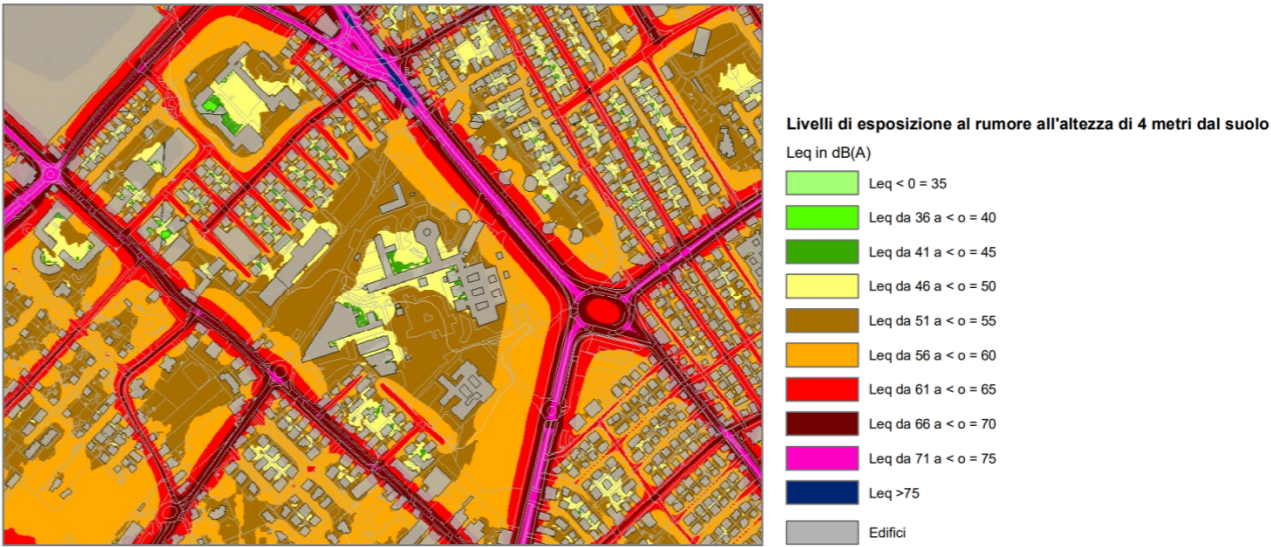 Livelli di esposizione al rumore all'altezza di 4 metri dal suolo
Leq in dB(A)
Leq < 0 = 35
Leq da 36 a < o = 40
Leq da 41 a < o = 45
Leq da 46 a < o = 50
Leq da 51 a < o = 55
Leq da 56 a < o = 60
Leq da 61 a < o = 65
Leq da 66 a < o = 70
Leq da 71 a < o = 75
Leq >75
Edifici